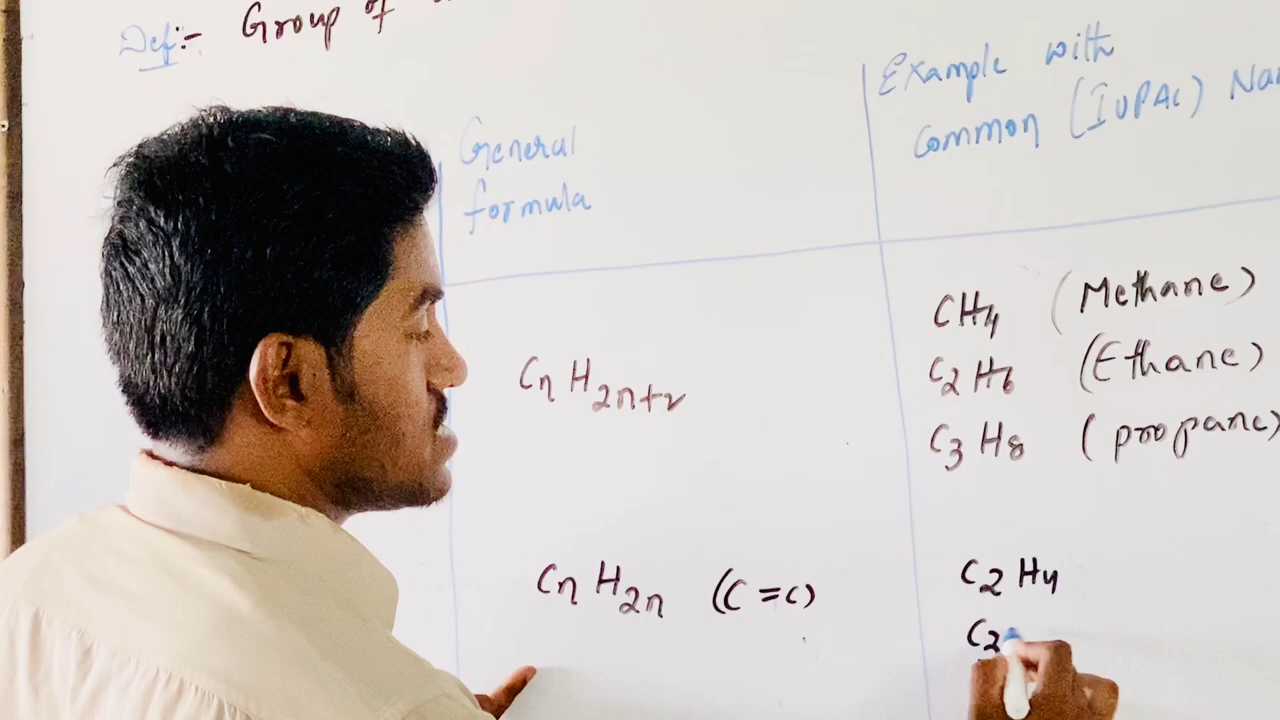 Def:- Group of
General
formula
Example with
Common (IUPAC)
CnH2n+2
CH4 (Methane)
C2H6 (Ethane)
C3H8 (propane)
CnH2n (C=C)
C2H4